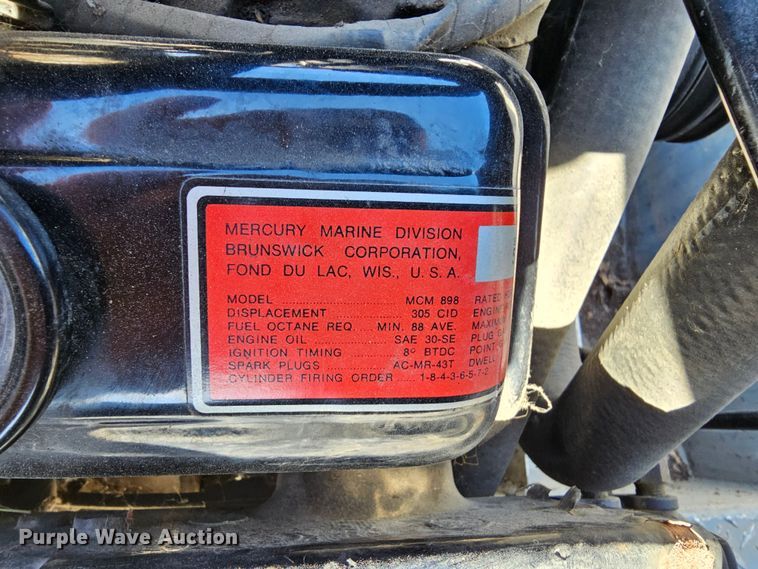 MERCURY MARINE DIVISION
BRUNSWICK CORPORATION,
FOND DU LAC, WIS., U.S.A.
MODEL MCM 898 RATED
DISPLACEMENT 305 CID ENGINE
FUEL OCTANE REQ. MIN. 88 AVE.
ENGINE OIL SAE 30-SE PLUG
IGNITION TIMING 8° BTDC POINT
SPARK PLUGS AC-MR-43T DWELL
CYLINDER FIRING ORDER 1-8-4-3-6-5-7-2
Purple Wave Auction